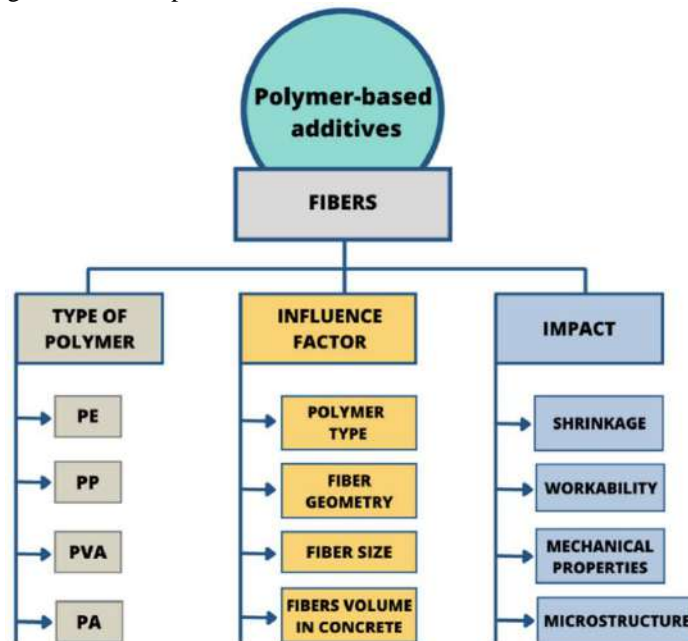 Polymer-based
additives
FIBERS
TYPE OF
POLYMER
PE
PP
PVA
PA
INFLUENCE
FACTOR
POLYMER
TYPE
FIBER
GEOMETRY
FIBER SIZE
FIBERS VOLUME
IN CONCRETE
IMPACT
SHRINKAGE
WORKABILITY
MECHANICAL
PROPERTIES
MICROSTRUCTURE